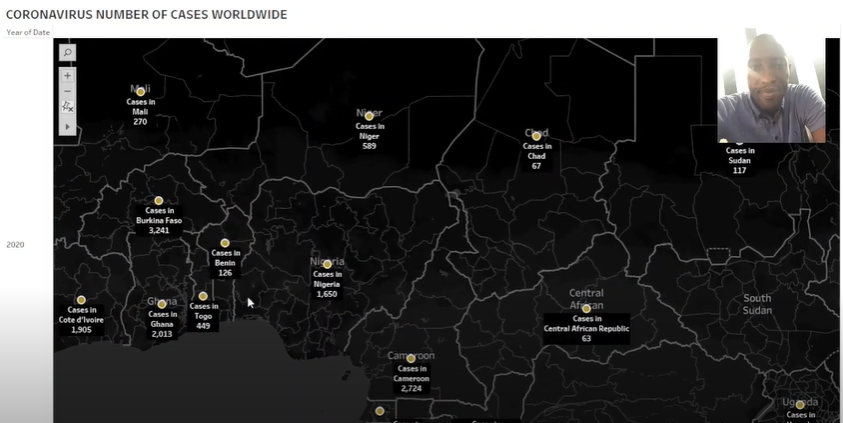 CORONAVIRUS NUMBER OF CASES WORLDWIDE
Year of Date
2020
Mali
Cases in
Mali
270
Niger
Cases in
Niger
589
Chad
Cases in
Chad
67
Cases in
Sudan
117
Cases in
Burkina Faso
3,241
Cases in
Benin
126
Nigeria
Cases in
Nigeria
1,650
Cases in
Cote d'Ivoire
1,905
Ghana
Cases in
Ghana
2,013
Cases in
Togo
449
Central
African
Cases in
Central African Republic
63
South
Sudan
Cameroon
Cases in
Cameroon
2,724
Uganda
Cases in